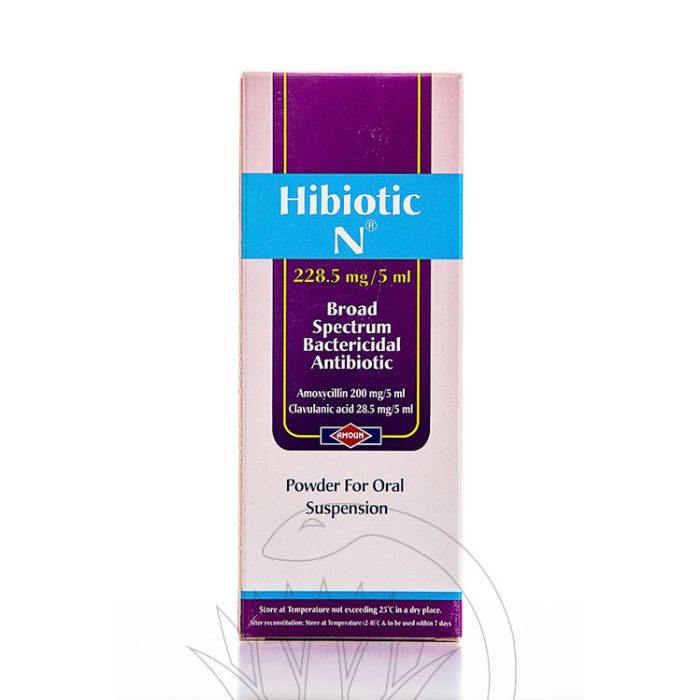 Hibiotic
N®
228.5 mg/5 ml
Broad
Spectrum
Bactericidal
Antibiotic
Amoxycillin 200 mg/5 ml
Clavulanic acid 28.5 mg/5 ml
AMOUN
Powder For Oral
Suspension
Store at Temperature not exceeding 25°C in a dry place.
After reconstitution: Store at Temperature (2-8)°C & to be used within 7 days